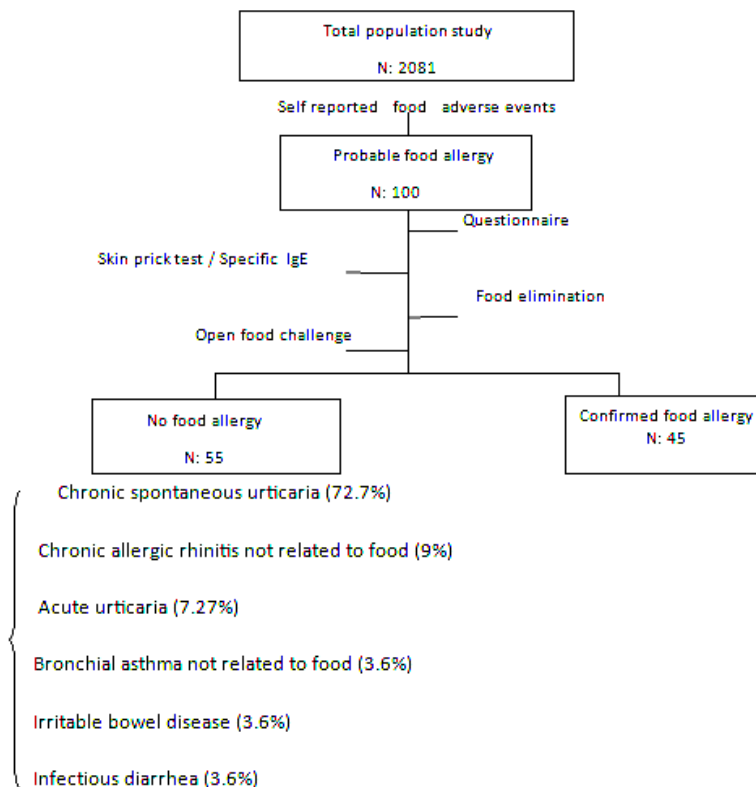 Total population study
N: 2081
Self reported food adverse events
Probable food allergy
N: 100
Questionnaire
Skin prick test / Specific IgE
Food elimination
Open food challenge
No food allergy
N: 55
Confirmed food allergy
N: 45
Chronic spontaneous urticaria (72.7%)
Chronic allergic rhinitis not related to food (9%)
Acute urticaria (7.27%)
Bronchial asthma not related to food (3.6%)
Irritable bowel disease (3.6%)
Infectious diarrhea (3.6%)